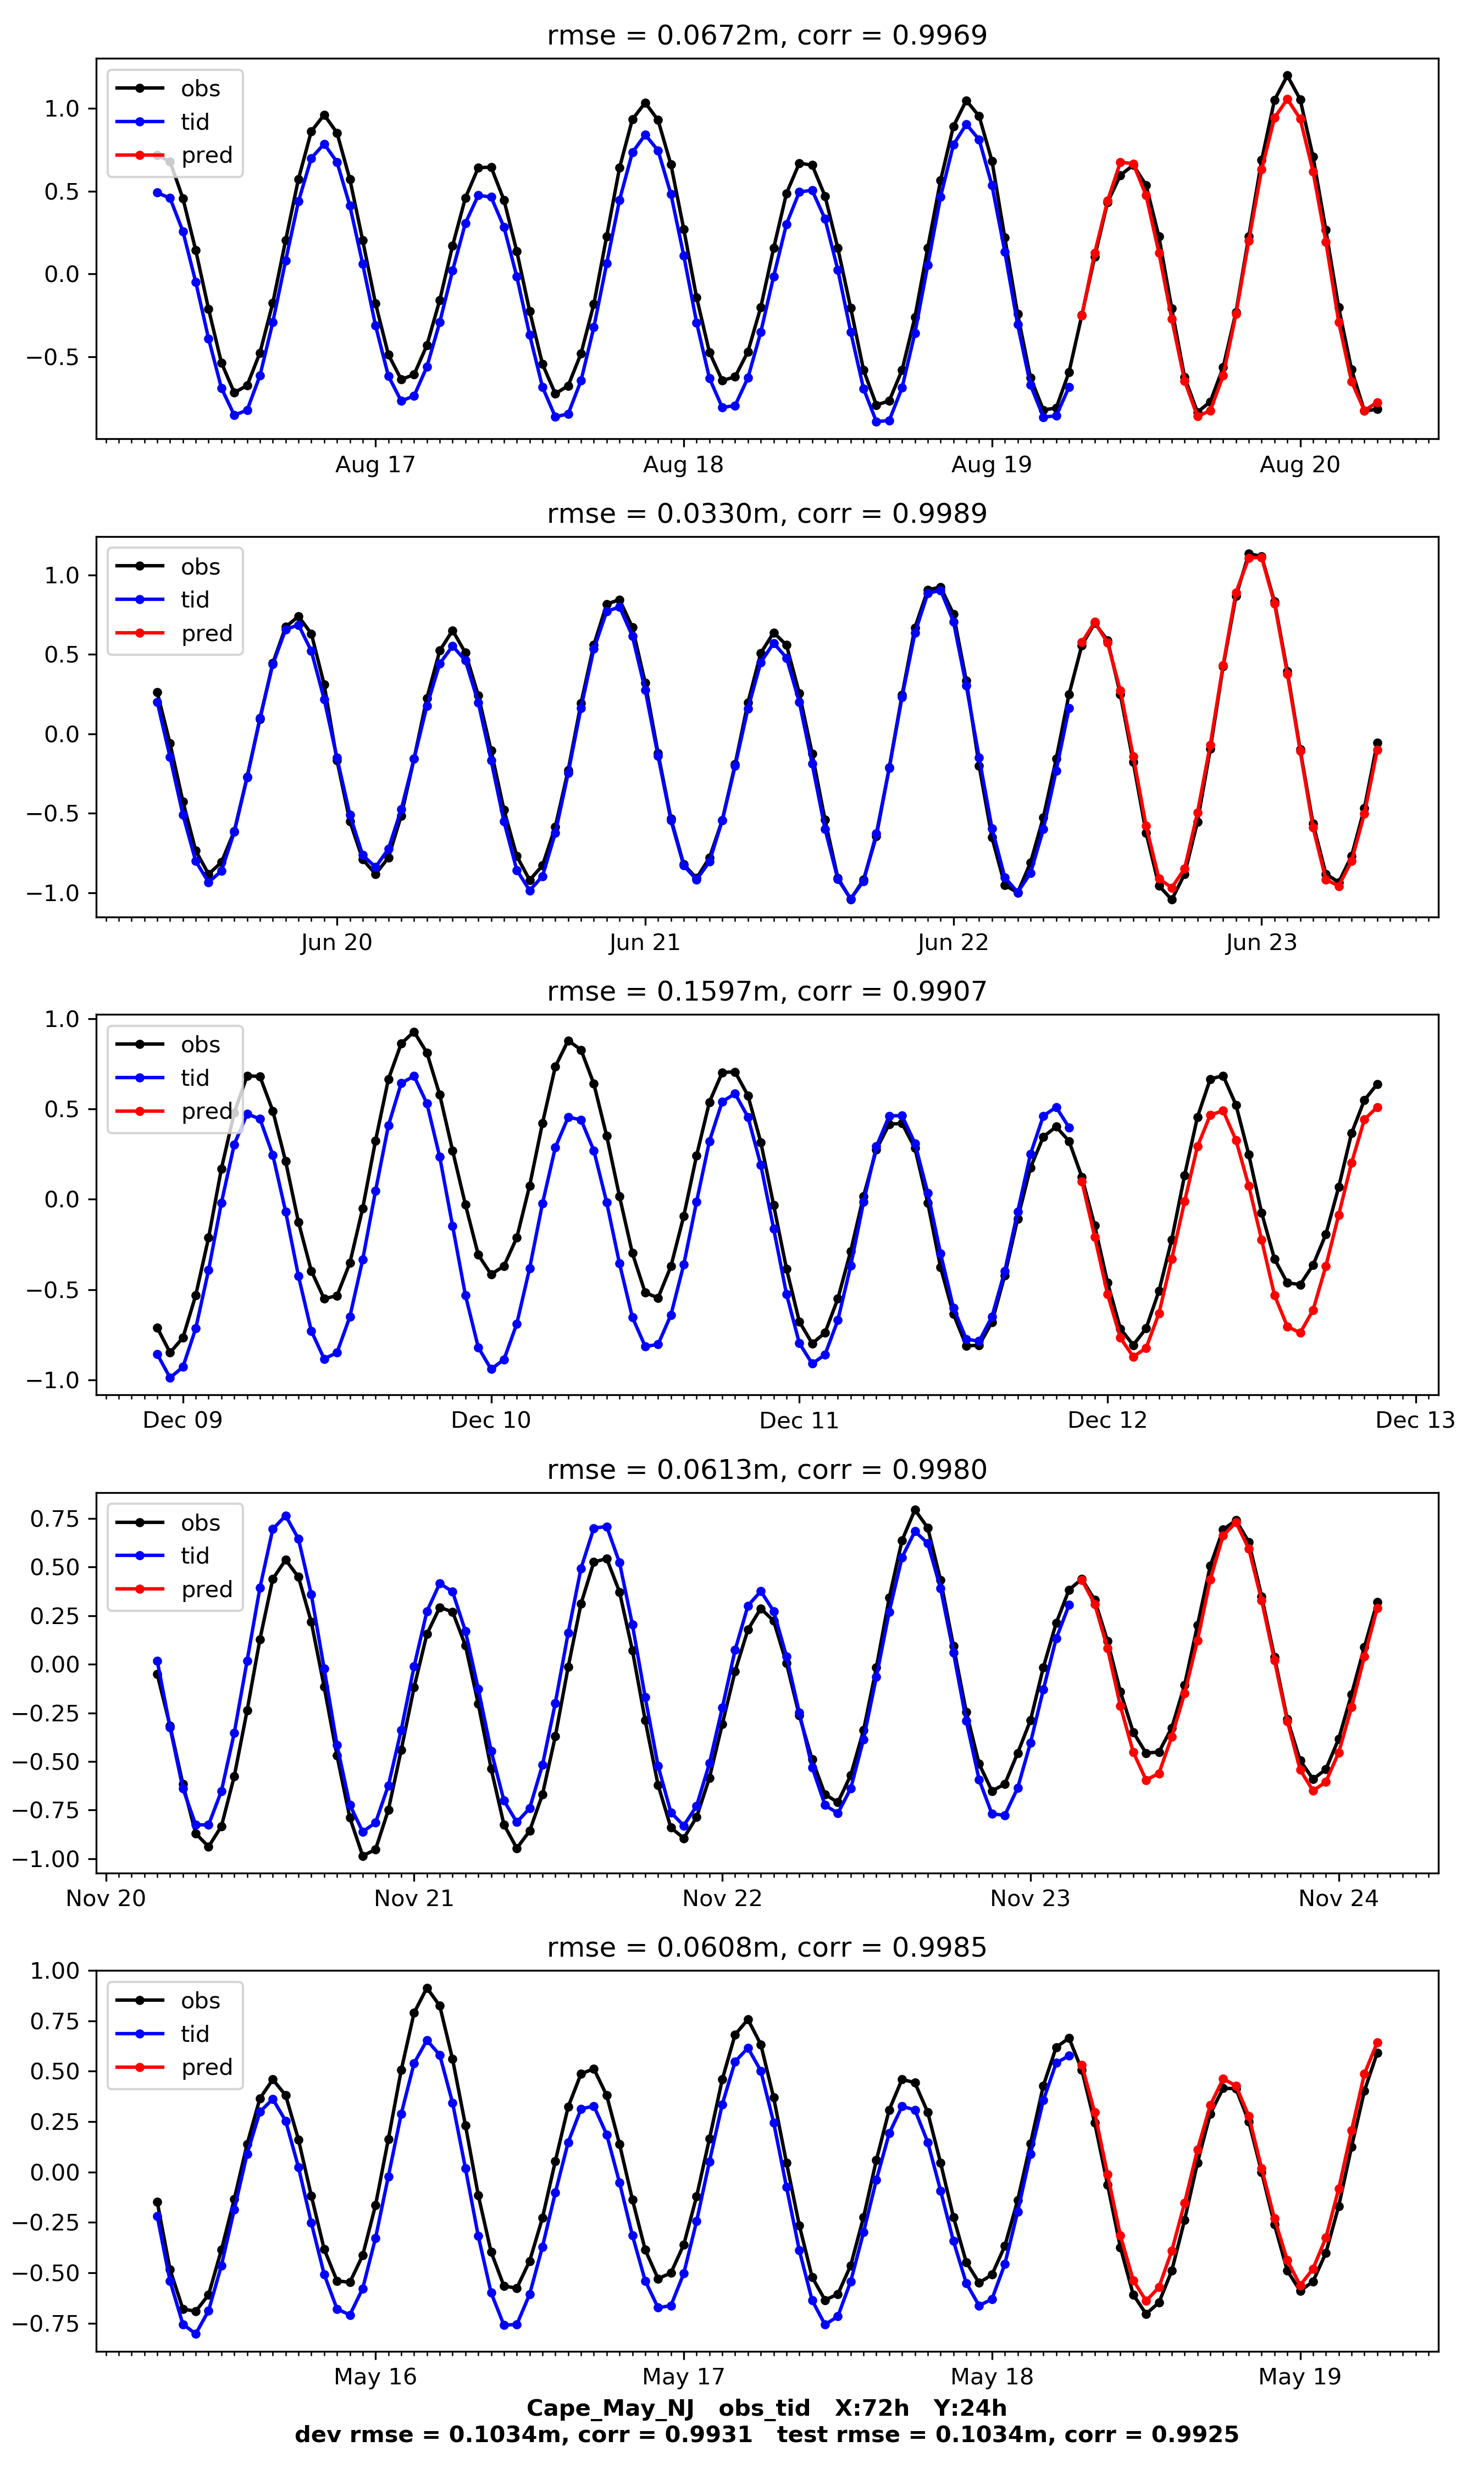 rmse = 0.0672m, corr = 0.9969
obs
tid
pred
1.0
0.5
0.0
−0.5
Aug 17 Aug 18 Aug 19 Aug 20
rmse = 0.0330m, corr = 0.9989
obs
tid
pred
1.0
0.5
0.0
−0.5
−1.0
Jun 20 Jun 21 Jun 22 Jun 23
rmse = 0.1597m, corr = 0.9907
obs
tid
pred
1.0
0.5
0.0
−0.5
−1.0
Dec 09 Dec 10 Dec 11 Dec 12 Dec 13
rmse = 0.0613m, corr = 0.9980
obs
tid
pred
0.75
0.50
0.25
0.00
−0.25
−0.50
−0.75
−1.00
Nov 20 Nov 21 Nov 22 Nov 23 Nov 24
rmse = 0.0608m, corr = 0.9985
obs
tid
pred
1.00
0.75
0.50
0.25
0.00
−0.25
−0.50
−0.75
May 16 May 17 May 18 May 19
Cape_May_NJ obs_tid X:72h Y:24h
dev rmse = 0.1034m, corr = 0.9931 test rmse = 0.1034m, corr = 0.9925